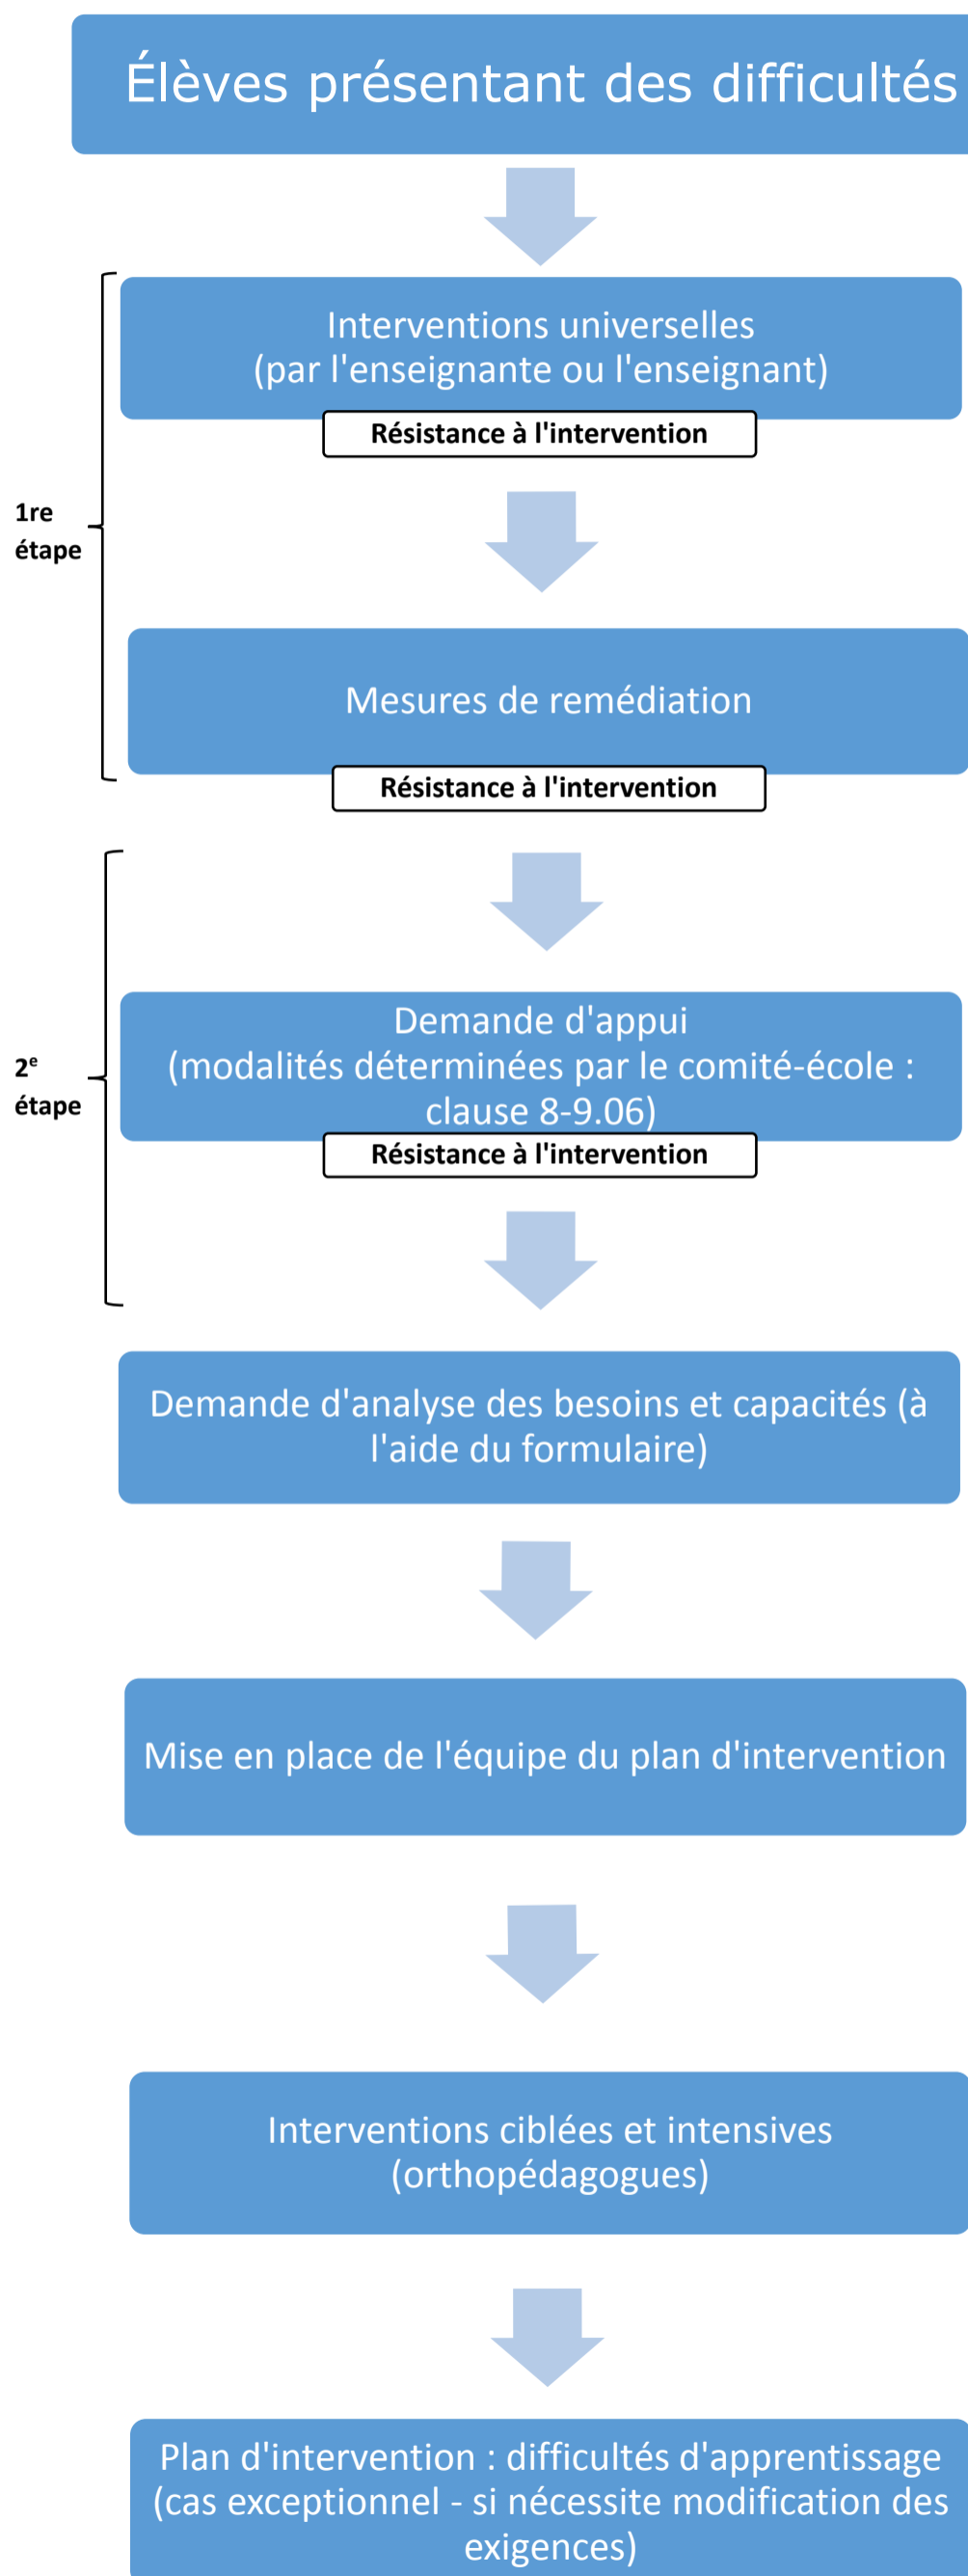 Élèves présentant des difficultés
Interventions universelles
(par l'enseignante ou l'enseignant)
Résistance à l'intervention
1re
étape
Mesures de remédiation
Résistance à l'intervention
Demande d'appui
(modalités déterminées par le comité-école :
clause 8-9.06)
2e
étape
Résistance à l'intervention
Demande d'analyse des besoins et capacités (à
l'aide du formulaire)
Mise en place de l'équipe du plan d'intervention
Interventions ciblées et intensives
(orthopédagogues)
Plan d'intervention : difficultés d'apprentissage
(cas exceptionnel - si nécessite modification des
exigences)